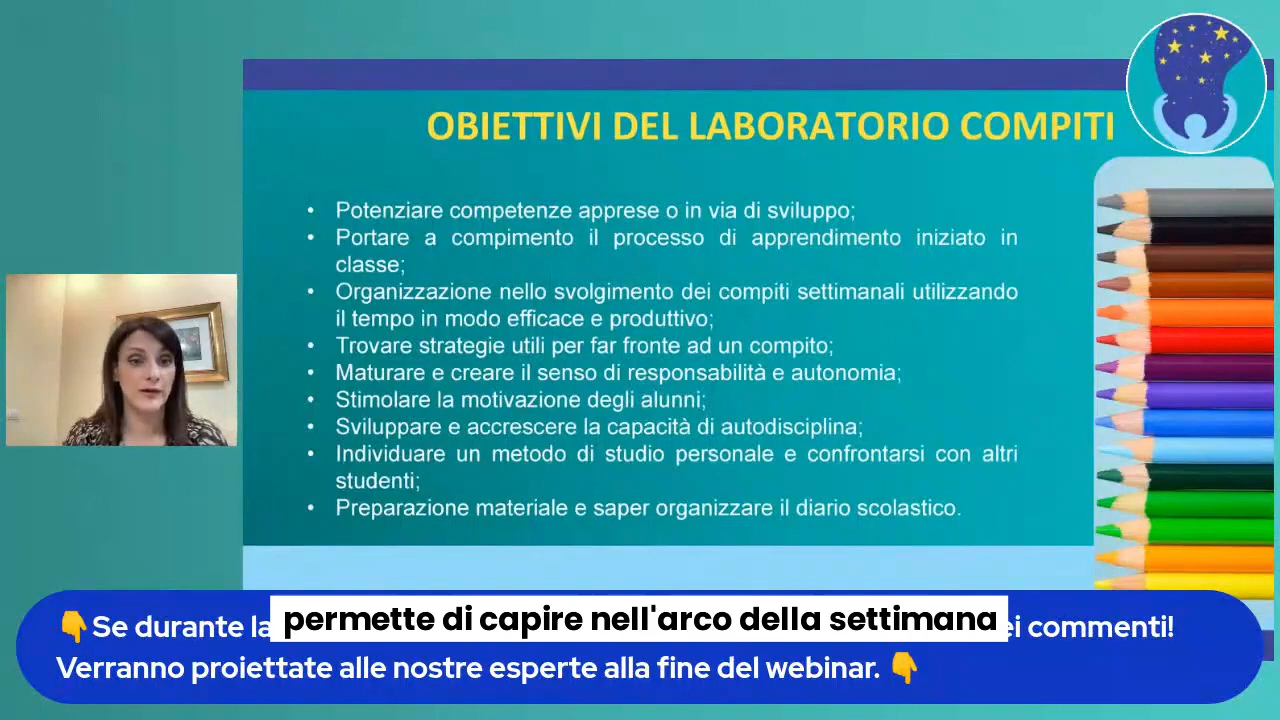 OBIETTIVI DEL LABORATORIO COMPITI
• Potenziare competenze apprese o in via di sviluppo;
• Portare a compimento il processo di apprendimento iniziato in
classe;
• Organizzazione nello svolgimento dei compiti settimanali utilizzando
il tempo in modo efficace e produttivo;
• Trovare strategie utili per far fronte ad un compito;
• Maturare e creare il senso di responsabilità e autonomia;
• Stimolare la motivazione degli alunni;
• Sviluppare e accrescere la capacità di autodisciplina;
• Individuare un metodo di studio personale e confrontarsi con altri
studenti;
• Preparazione materiale e saper organizzare il diario scolastico.
permette di capire nell'arco della settimana
👇Se durante la commenti!
Verranno proiettate alle nostre esperte alla fine del webinar. 👇